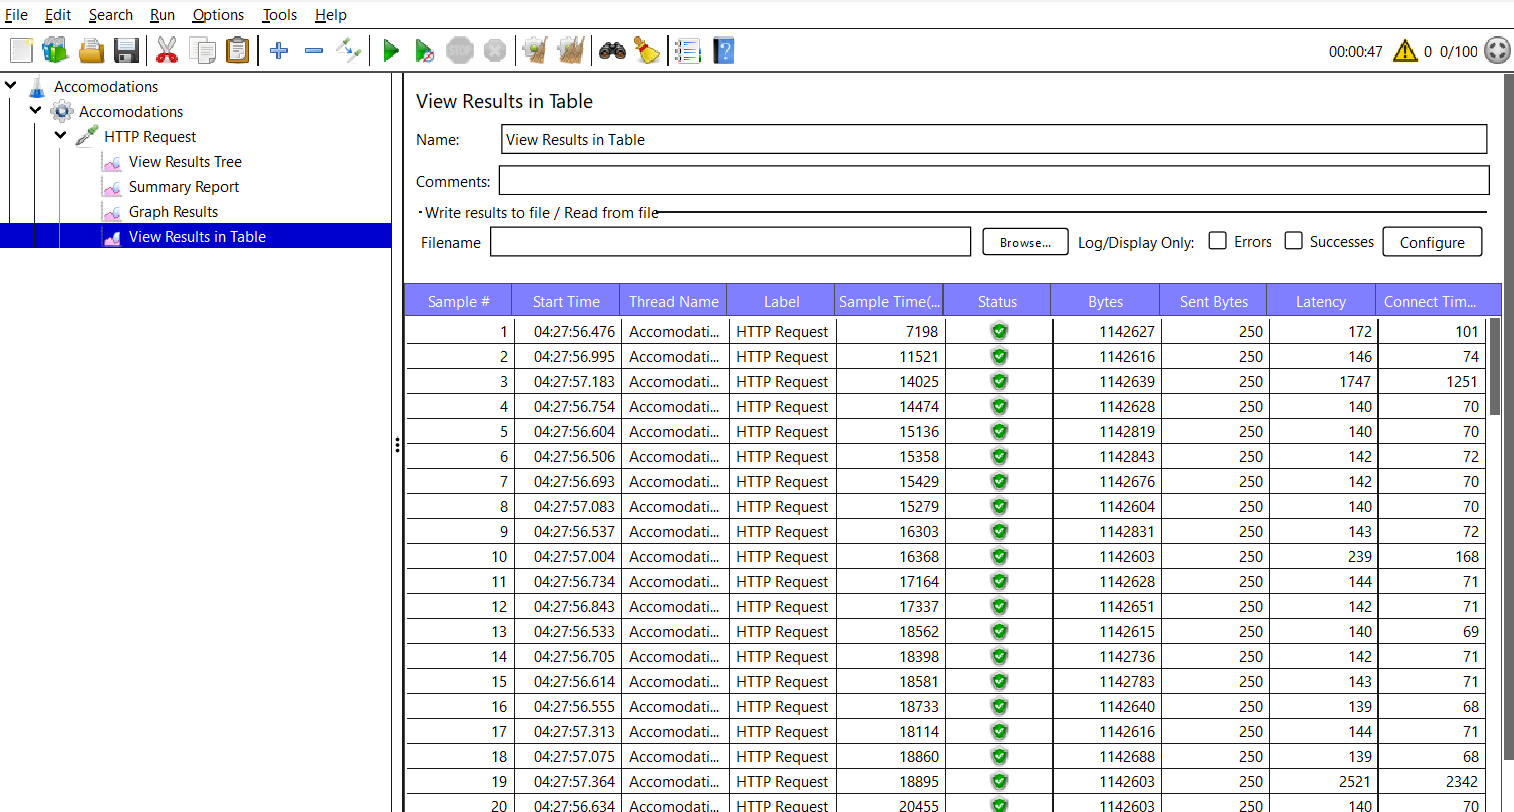 File Edit Search Run Options Tools Help
STOP 00:00:47 0 0/100
Accomodations
Accomodations
HTTP Request
View Results Tree
Summary Report
Graph Results
View Results in Table
View Results in Table
Name: View Results in Table
Comments:
Write results to file / Read from file
Filename Browse... Log/Display Only: Errors Successes Configure
Sample # Start Time Thread Name Label Sample Time(... Status Bytes Sent Bytes Latency Connect Tim...
1 04:27:56.476 Accomodati... HTTP Request 7198 1142627 250 172 101
2 04:27:56.995 Accomodati... HTTP Request 11521 1142616 250 146 74
3 04:27:57.183 Accomodati... HTTP Request 14025 1142639 250 1747 1251
4 04:27:56.754 Accomodati... HTTP Request 14474 1142628 250 140 70
5 04:27:56.604 Accomodati... HTTP Request 15136 1142819 250 140 70
6 04:27:56.506 Accomodati... HTTP Request 15358 1142843 250 142 72
7 04:27:56.693 Accomodati... HTTP Request 15429 1142676 250 142 70
8 04:27:57.083 Accomodati... HTTP Request 15279 1142604 250 140 70
9 04:27:56.537 Accomodati... HTTP Request 16303 1142831 250 143 72
10 04:27:57.004 Accomodati... HTTP Request 16368 1142603 250 239 168
11 04:27:56.734 Accomodati... HTTP Request 17164 1142628 250 144 71
12 04:27:56.843 Accomodati... HTTP Request 17337 1142651 250 142 71
13 04:27:56.533 Accomodati... HTTP Request 18562 1142615 250 140 69
14 04:27:56.705 Accomodati... HTTP Request 18398 1142736 250 142 71
15 04:27:56.614 Accomodati... HTTP Request 18581 1142783 250 143 71
16 04:27:56.555 Accomodati... HTTP Request 18733 1142640 250 139 68
17 04:27:57.313 Accomodati... HTTP Request 18114 1142616 250 144 71
18 04:27:57.075 Accomodati... HTTP Request 18860 1142688 250 139 68
19 04:27:57.364 Accomodati... HTTP Request 18895 1142603 250 2521 2342
20 04:27:56.634 Accomodati... HTTP Request 20455 1142603 250 140 70